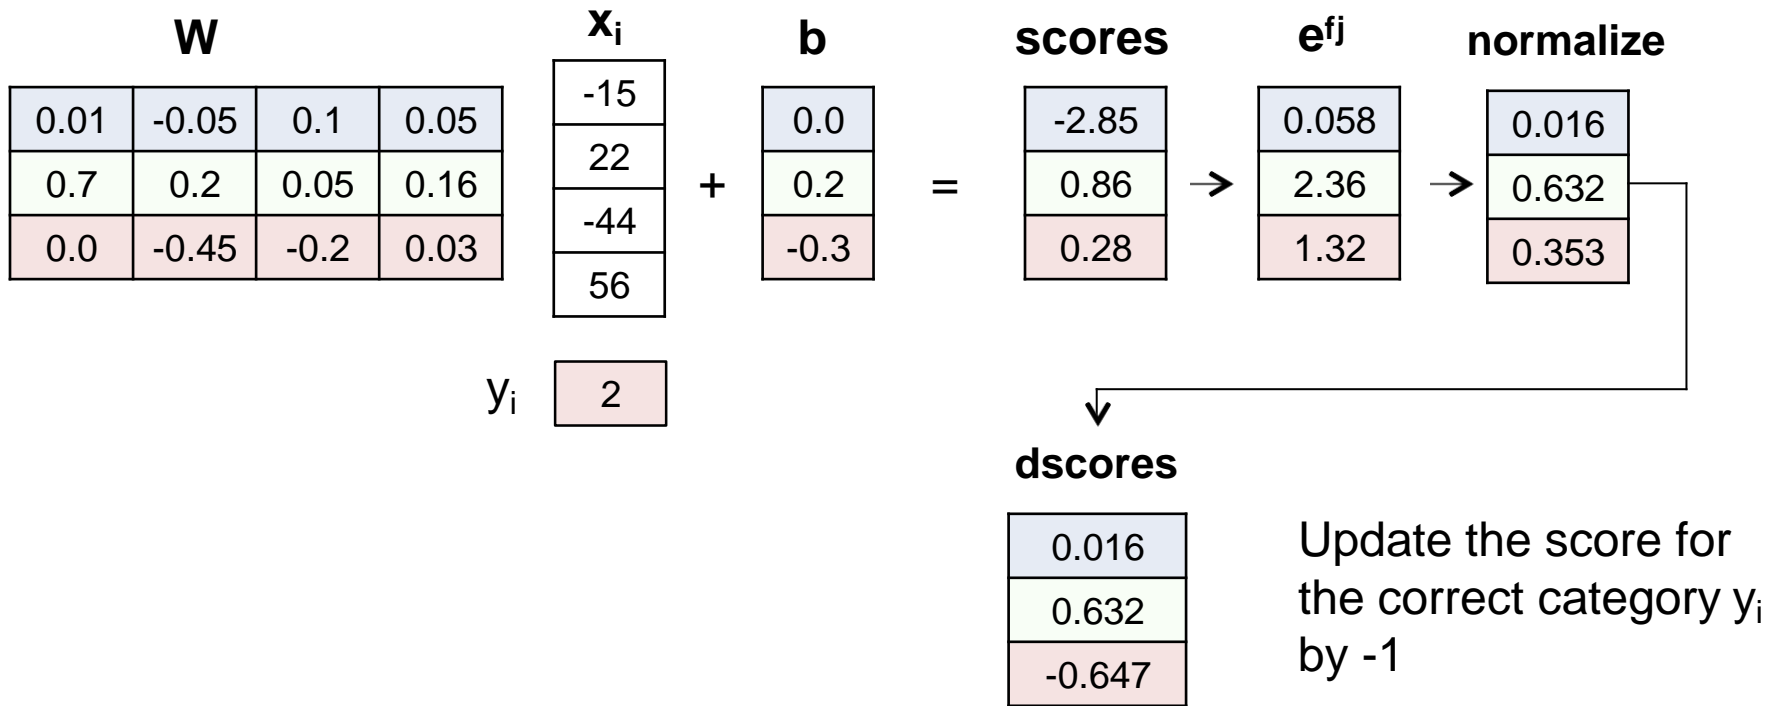 W xᵢ b scores eᶠʲ normalize
0.01 -0.05 0.1 0.05
0.7 0.2 0.05 0.16
0.0 -0.45 -0.2 0.03
-15
22
-44
56
+
0.0
0.2
-0.3
=
-2.85
0.86
0.28
0.058
2.36
1.32
0.016
0.632
0.353
yᵢ 2
dscores
0.016
0.632
-0.647
Update the score for
the correct category yᵢ
by -1